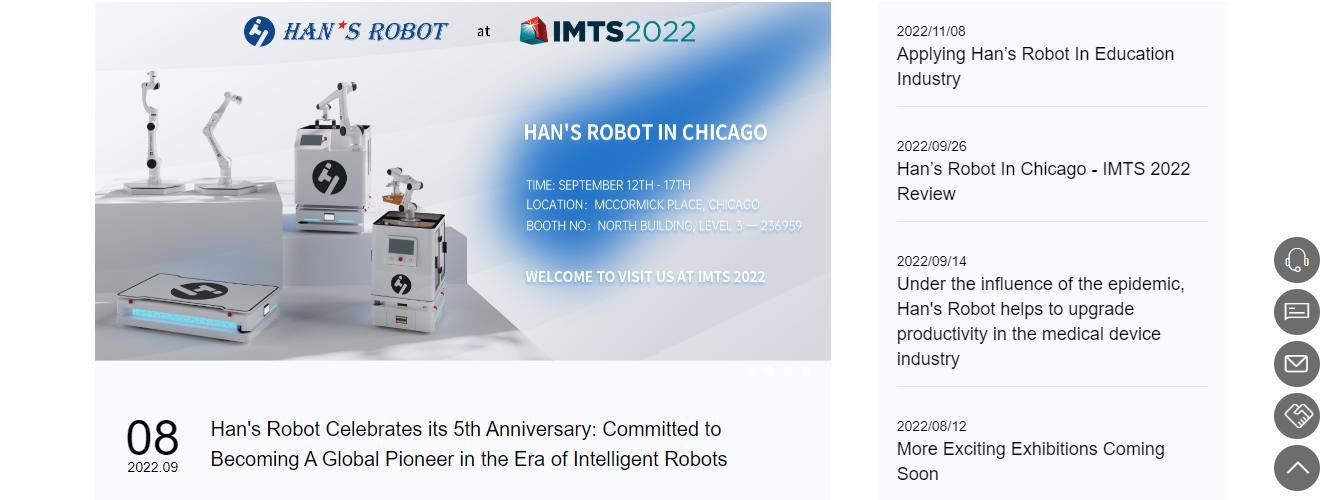 HAN'S ROBOT at IMTS2022
HAN'S ROBOT IN CHICAGO
TIME: SEPTEMBER 12TH - 17TH
LOCATION: MCCORMICK PLACE, CHICAGO
BOOTH NO: NORTH BUILDING, LEVEL 3 — 236959
WELCOME TO VISIT US AT IMTS 2022
08
2022.09
Han's Robot Celebrates its 5th Anniversary: Committed to
Becoming A Global Pioneer in the Era of Intelligent Robots
2022/11/08
Applying Han’s Robot In Education
Industry
2022/09/26
Han’s Robot In Chicago - IMTS 2022
Review
2022/09/14
Under the influence of the epidemic,
Han's Robot helps to upgrade
productivity in the medical device
industry
2022/08/12
More Exciting Exhibitions Coming
Soon